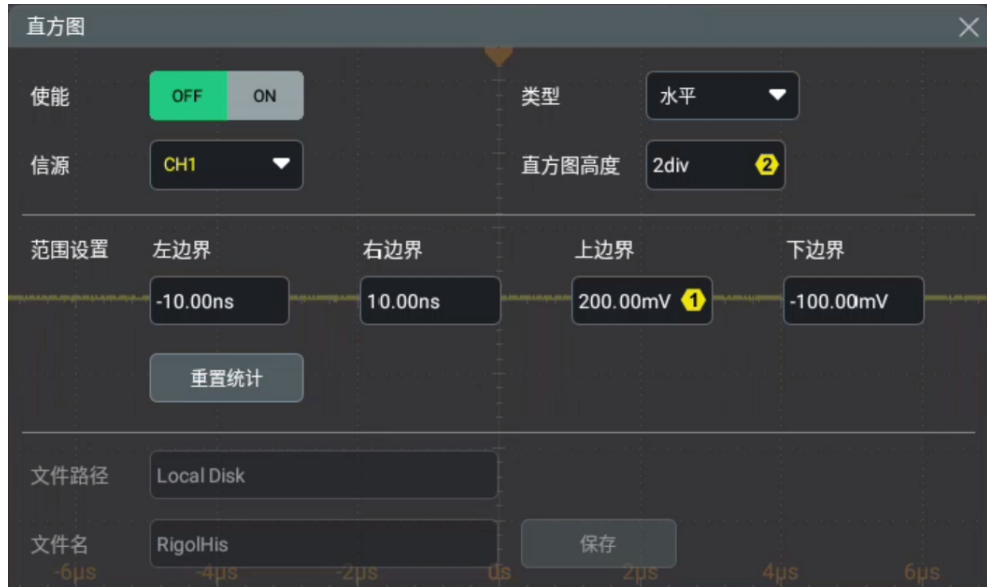 直方图
使能 OFF ON 类型 水平
信源 CH1 直方图高度 2div 2
范围设置 左边界 右边界 上边界 下边界
-10.00ns 10.00ns 200.00mV 1 -100.00mV
重置统计
文件路径 Local Disk
文件名 RigolHis 保存
-6μs -4μs -2μs 0s 2μs 4μs 6μs